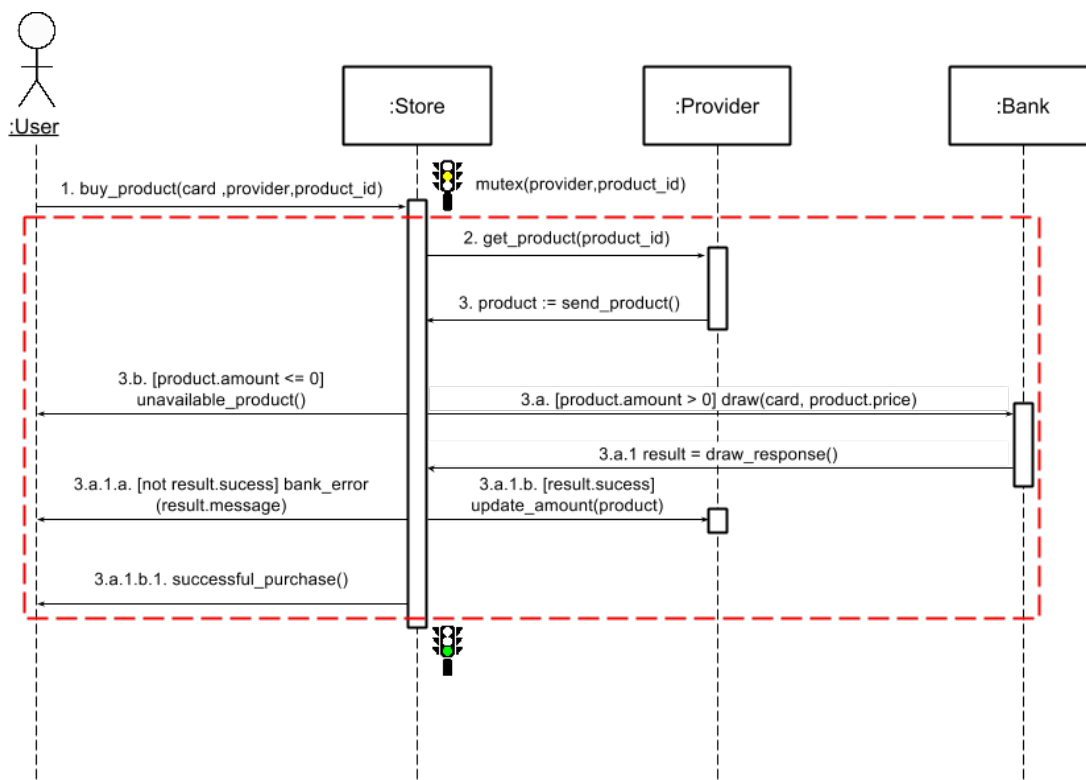 :User
:Store
:Provider
:Bank
1. buy_product(card ,provider,product_id)
mutex(provider,product_id)
2. get_product(product_id)
3. product := send_product()
3.b. [product.amount <= 0]
unavailable_product()
3.a. [product.amount > 0] draw(card, product.price)
3.a.1 result = draw_response()
3.a.1.a. [not result.sucess] bank_error
(result.message)
3.a.1.b. [result.sucess]
update_amount(product)
3.a.1.b.1. successful_purchase()